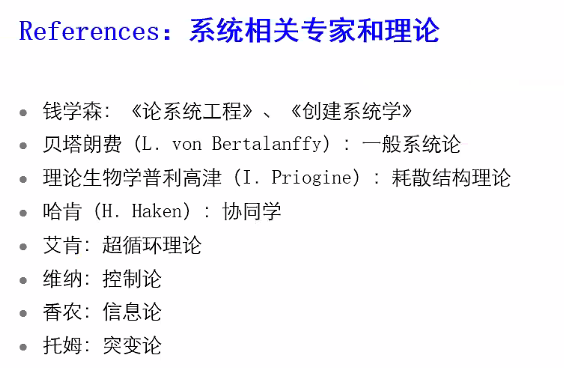 References：系统相关专家和理论
钱学森：《论系统工程》、《创建系统学》
贝塔朗费（L. von Bertalanffy）：一般系统论
理论生物学普利高津（I. Priogine）：耗散结构理论
哈肯（H. Haken）：协同学
艾肯：超循环理论
维纳：控制论
香农：信息论
托姆：突变论